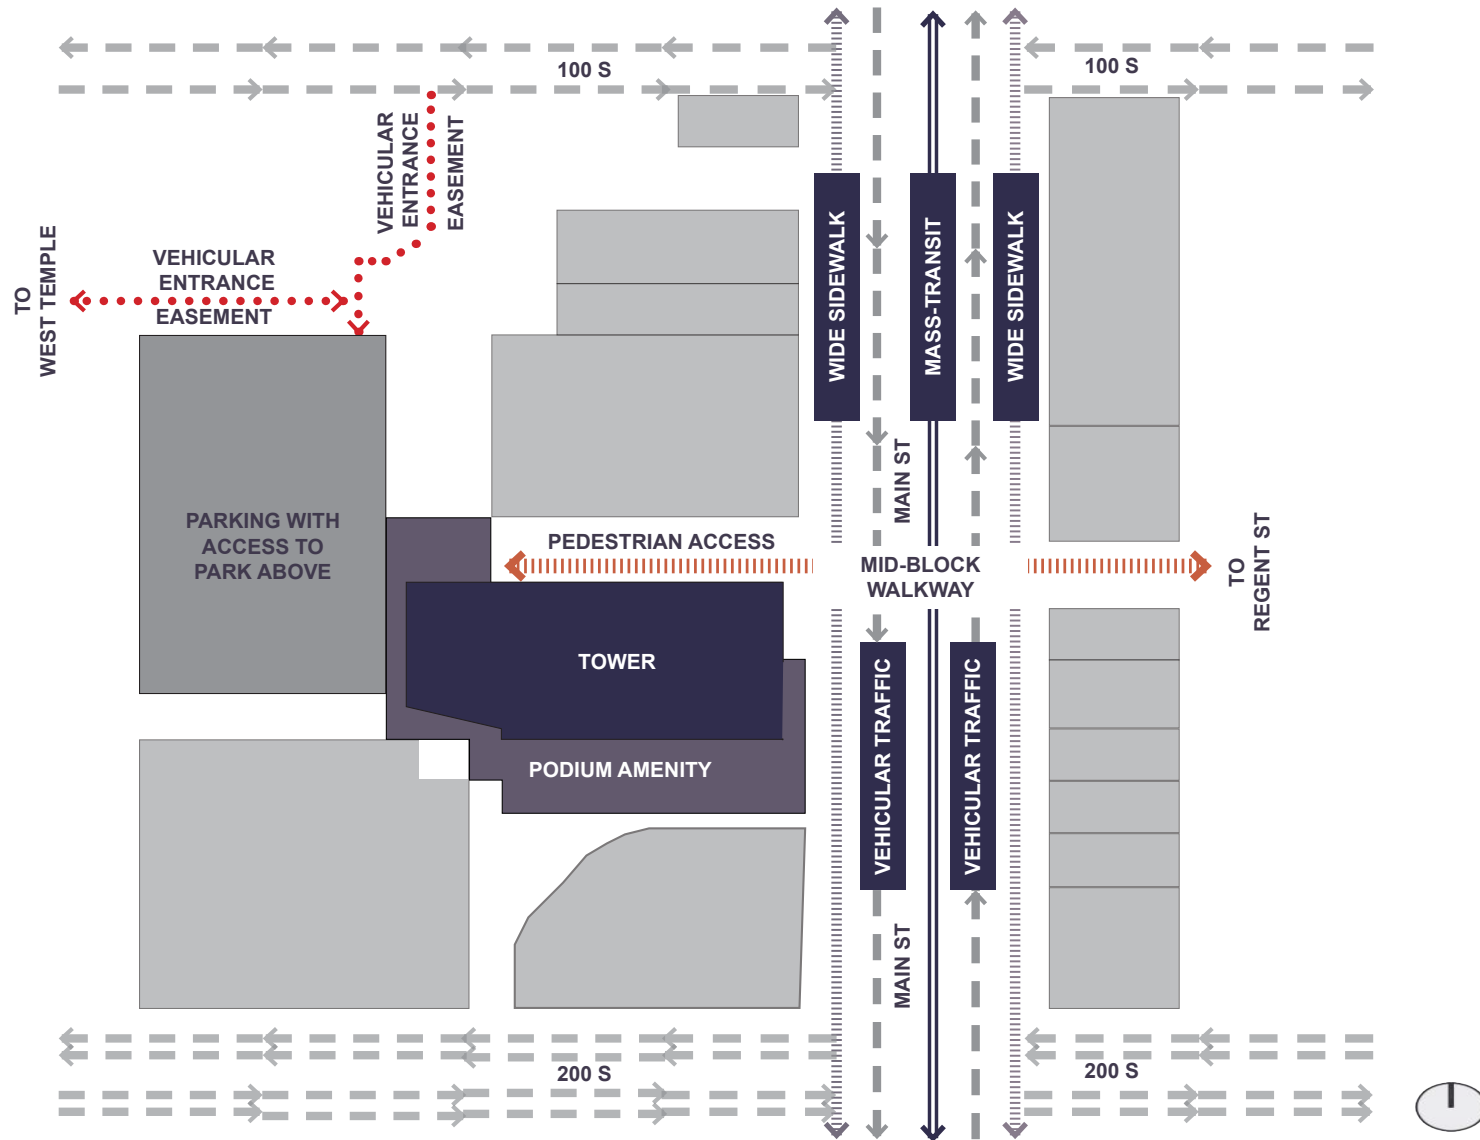 100 S
100 S
VEHICULAR
ENTRANCE
EASEMENT
TO
WEST TEMPLE
VEHICULAR
ENTRANCE
EASEMENT
WIDE SIDEWALK
MASS-TRANSIT
WIDE SIDEWALK
MAIN ST
PARKING WITH
ACCESS TO
PARK ABOVE
PEDESTRIAN ACCESS
MID-BLOCK
WALKWAY
TO
REGENT ST
TOWER
PODIUM AMENITY
VEHICULAR TRAFFIC
VEHICULAR TRAFFIC
MAIN ST
200 S
200 S